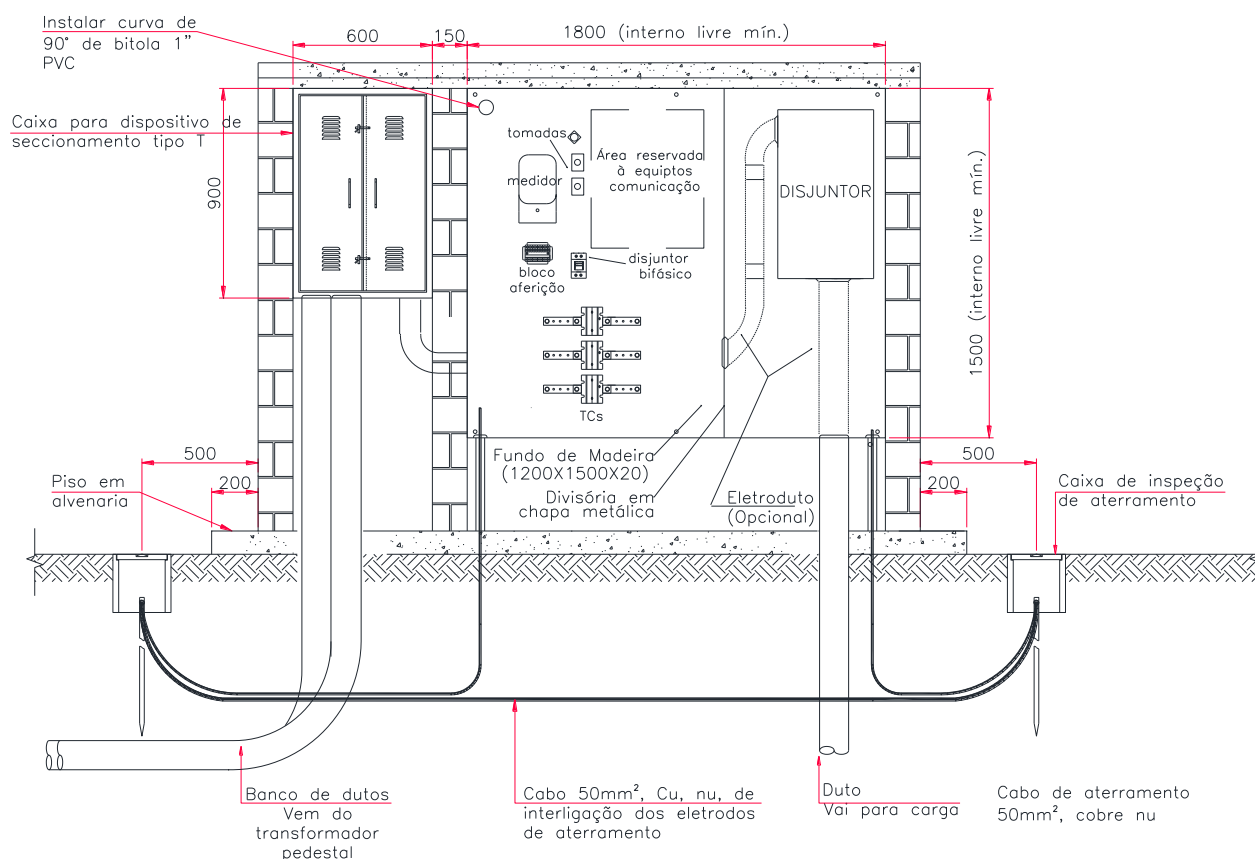 Instalar curva de
90° de bitola 1”
PVC
600
150
1800 (interno livre mín.)
Caixa para dispositivo de
seccionamento tipo T
900
tomadas
medidor
Área reservada
à equiptos
comunicação
DISJUNTOR
1500 (interno livre mín.)
bloco
aferição
disjuntor
bifásico
TCs
500
200
Piso em
alvenaria
Fundo de Madeira
(1200X1500X20)
Divisória em
chapa metálica
Eletroduto
(Opcional)
500
200
Caixa de inspeção
de aterramento
Banco de dutos
Vem do
transformador
pedestal
Cabo 50mm², Cu, nu, de
interligação dos eletrodos
de aterramento
Duto
Vai para carga
Cabo de aterramento
50mm², cobre nu